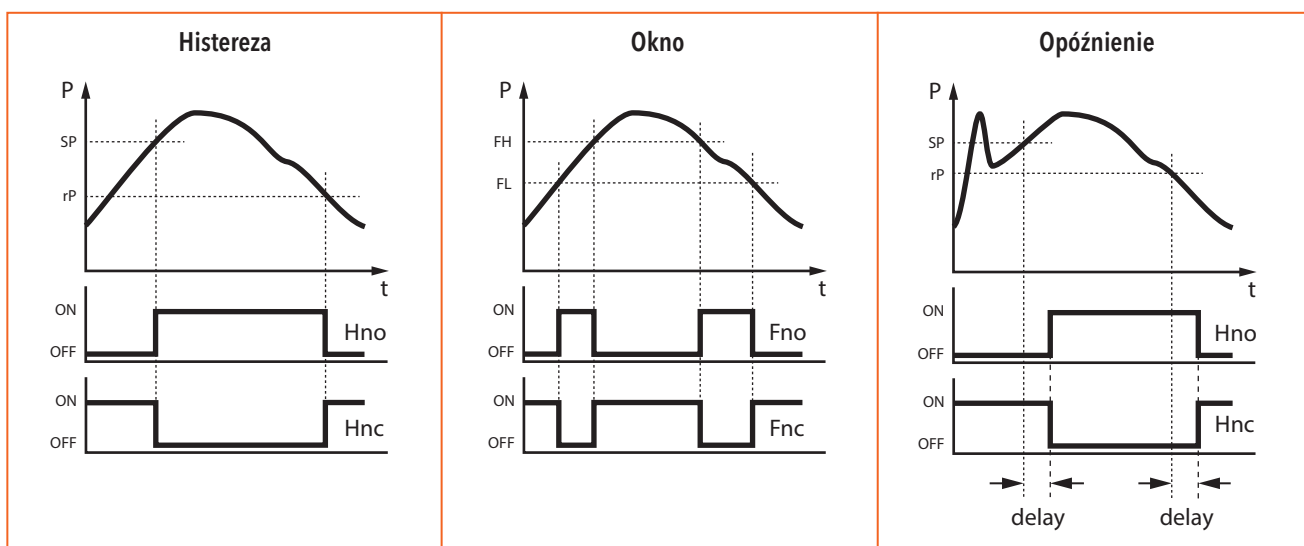 Histereza
P
SP
rP
t
ON
OFF
Hno
ON
OFF
Hnc
Okno
P
FH
FL
t
ON
OFF
Fno
ON
OFF
Fnc
Opóźnienie
P
SP
rP
t
ON
OFF
Hno
ON
OFF
Hnc
delay
delay